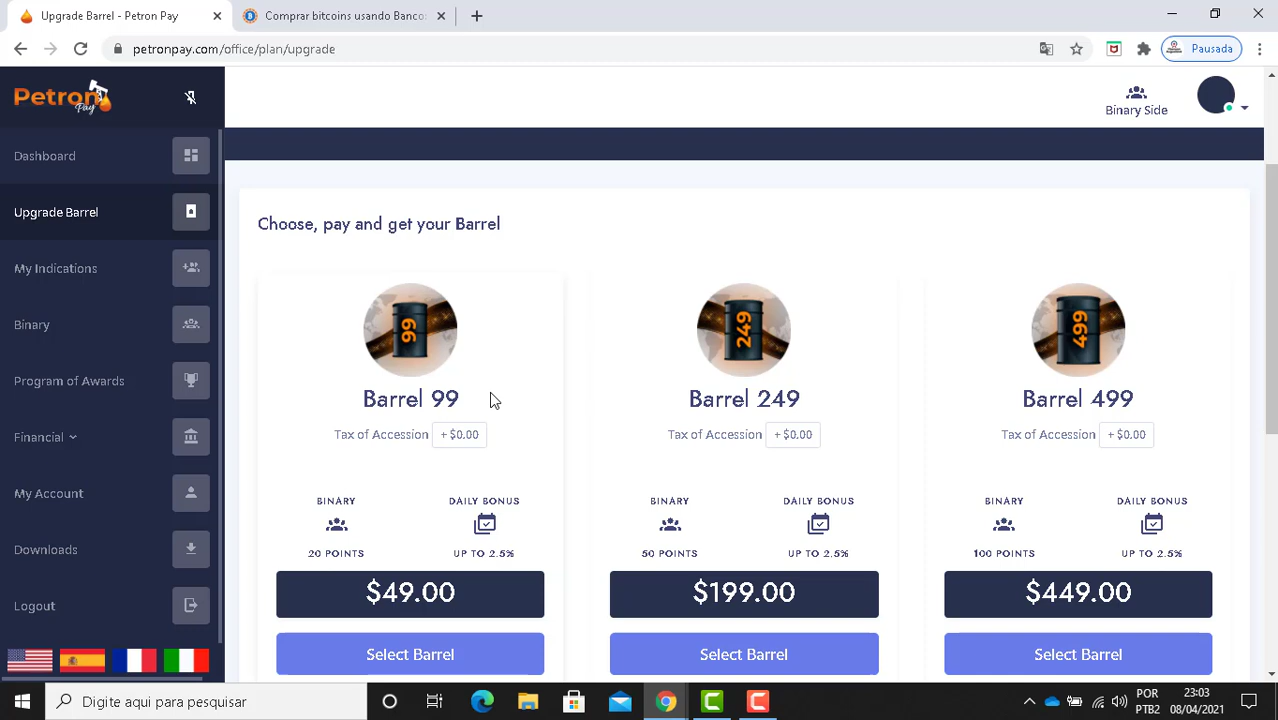 Upgrade Barrel - Petron Pay
Comprar bitcoins usando Banco
petronpay.com/office/plan/upgrade
Pausada
Petron
Pay
Binary Side
Dashboard
Upgrade Barrel
My Indications
Binary
Program of Awards
Financial
My Account
Downloads
Logout
Choose, pay and get your Barrel
99
249
499
Barrel 99
Barrel 249
Barrel 499
Tax of Accession + $0.00
Tax of Accession + $0.00
Tax of Accession + $0.00
BINARY DAILY BONUS
BINARY DAILY BONUS
BINARY DAILY BONUS
20 POINTS UP TO 2.5%
50 POINTS UP TO 2.5%
100 POINTS UP TO 2.5%
$49.00
$199.00
$449.00
Select Barrel
Select Barrel
Select Barrel
Digite aqui para pesquisar
POR
PTB2
23:03
08/04/2021